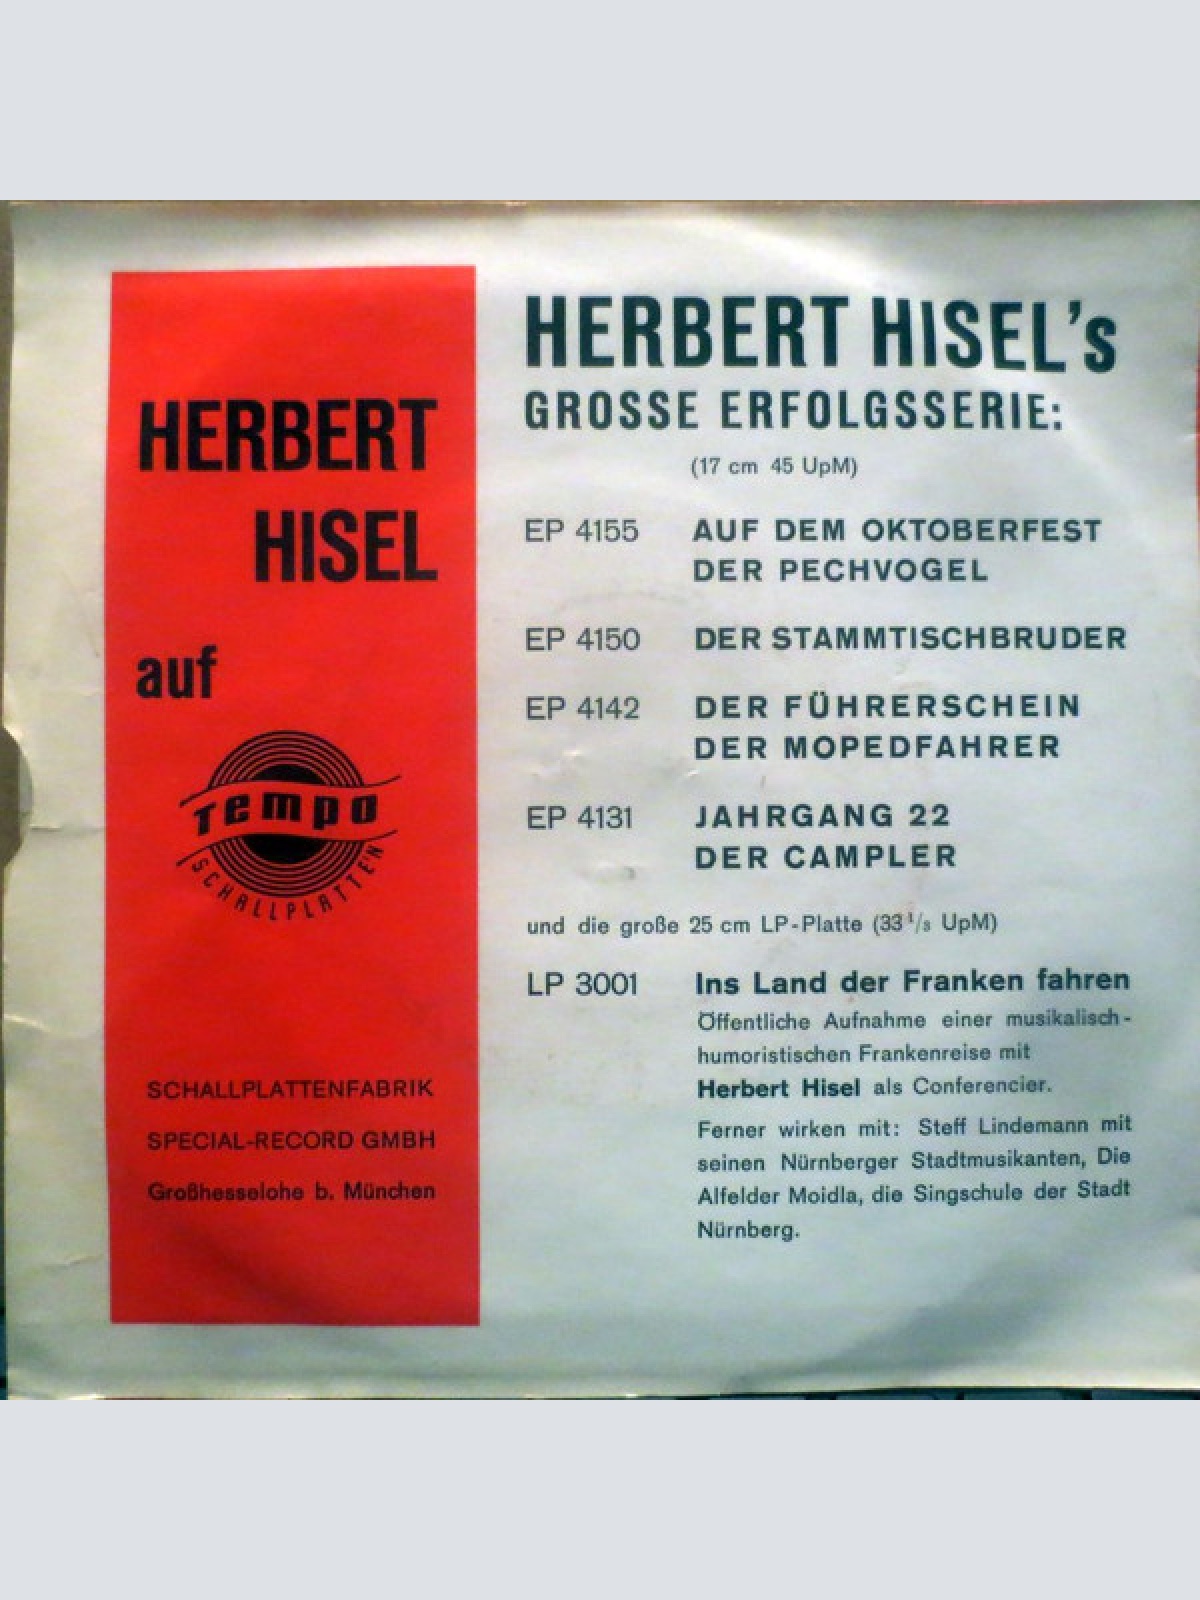 HERBERT
HISEL
auf
Tempo
SCHALLPLATTEN
SCHALLPLATTENFABRIK
SPECIAL-RECORD GMBH
Großhesselohe b. München
HERBERT HISEL's
GROSSE ERFOLGSSERIE:
(17 cm 45 UpM)
EP 4155 AUF DEM OKTOBERFEST
DER PECHVOGEL
EP 4150 DER STAMMTISCHBRUDER
EP 4142 DER FÜHRERSCHEIN
DER MOPEDFAHRER
EP 4131 JAHRGANG 22
DER CAMPLER
und die große 25 cm LP-Platte (33 1/3 UpM)
LP 3001 Ins Land der Franken fahren
Öffentliche Aufnahme einer musikalisch-
humoristischen Frankenreise mit
Herbert Hisel als Conferencier.
Ferner wirken mit: Steff Lindemann mit
seinen Nürnberger Stadtmusikanten, Die
Alfelder Moidla, die Singschule der Stadt
Nürnberg.